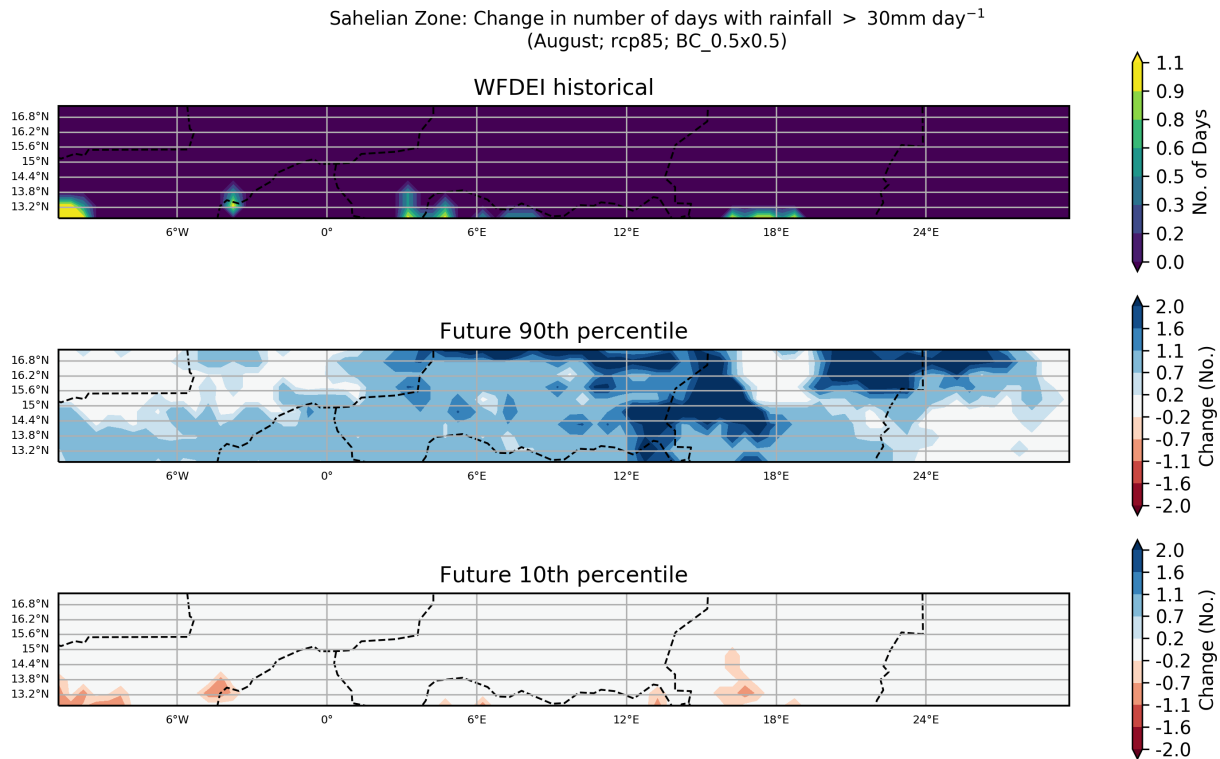 Sahelian Zone: Change in number of days with rainfall > 30mm day⁻¹
(August; rcp85; BC_0.5x0.5)
WFDEI historical
16.8°N
16.2°N
15.6°N
15°N
14.4°N
13.8°N
13.2°N
6°W 0° 6°E 12°E 18°E 24°E
1.1
0.9
0.8
0.6
0.5
0.3
0.2
0.0
No. of Days
Future 90th percentile
16.8°N
16.2°N
15.6°N
15°N
14.4°N
13.8°N
13.2°N
6°W 0° 6°E 12°E 18°E 24°E
2.0
1.6
1.1
0.7
0.2
-0.2
-0.7
-1.1
-1.6
-2.0
Change (No.)
Future 10th percentile
16.8°N
16.2°N
15.6°N
15°N
14.4°N
13.8°N
13.2°N
6°W 0° 6°E 12°E 18°E 24°E
2.0
1.6
1.1
0.7
0.2
-0.2
-0.7
-1.1
-1.6
-2.0
Change (No.)